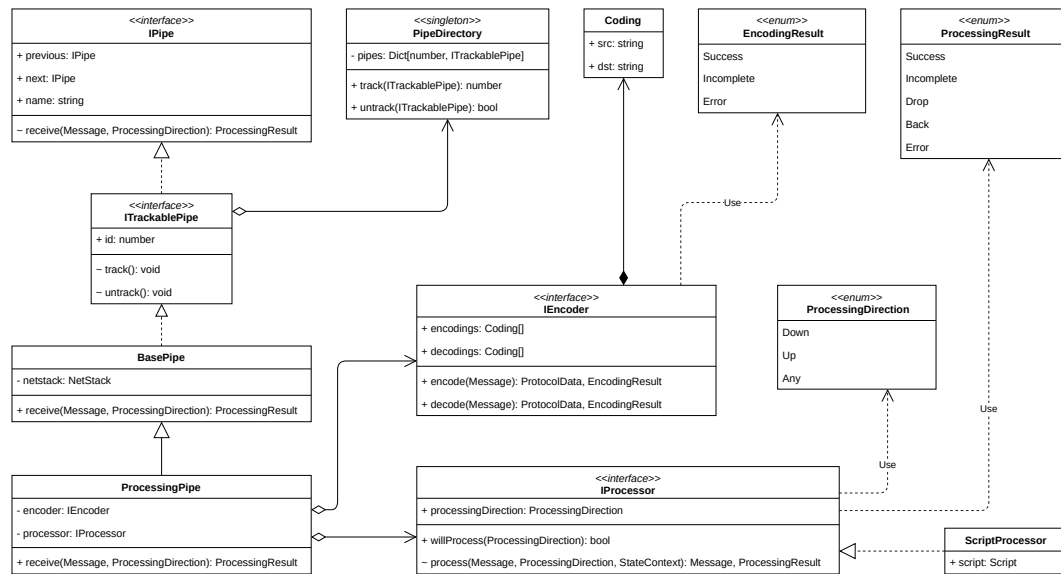 <<interface>>
IPipe
+ previous: IPipe
+ next: IPipe
+ name: string
~ receive(Message, ProcessingDirection): ProcessingResult
<<singleton>>
PipeDirectory
- pipes: Dict[number, ITrackablePipe]
+ track(ITrackablePipe): number
+ untrack(ITrackablePipe): bool
Coding
+ src: string
+ dst: string
<<enum>>
EncodingResult
Success
Incomplete
Error
<<enum>>
ProcessingResult
Success
Incomplete
Drop
Back
Error
<<interface>>
ITrackablePipe
+ id: number
~ track(): void
~ untrack(): void
Use
<<interface>>
IEncoder
+ encodings: Coding[]
+ decodings: Coding[]
+ encode(Message): ProtocolData, EncodingResult
+ decode(Message): ProtocolData, EncodingResult
<<enum>>
ProcessingDirection
Down
Up
Any
BasePipe
- netstack: NetStack
+ receive(Message, ProcessingDirection): ProcessingResult
Use
Use
ProcessingPipe
- encoder: IEncoder
- processor: IProcessor
+ receive(Message, ProcessingDirection): ProcessingResult
<<interface>>
IProcessor
+ processingDirection: ProcessingDirection
+ willProcess(ProcessingDirection): bool
~ process(Message, ProcessingDirection, StateContext): Message, ProcessingResult
ScriptProcessor
+ script: Script